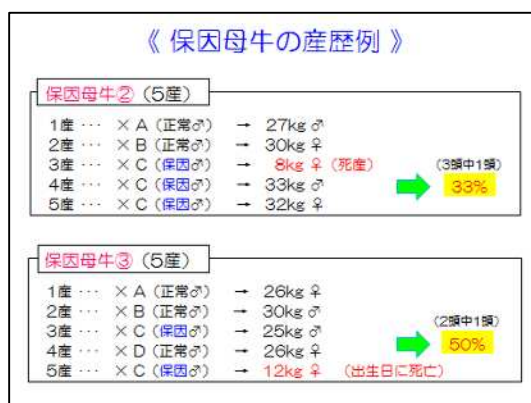 《 保因母牛の産歴例 》
保因母牛② (5産)
1産 ・・・ × A (正常♂) → 27kg ♂
2産 ・・・ × B (正常♂) → 30kg ♀
3産 ・・・ × C (保因♂) → 8kg ♀ (死産)
4産 ・・・ × C (保因♂) → 33kg ♂
5産 ・・・ × C (保因♂) → 32kg ♀
(3頭中1頭)
33%
保因母牛③ (5産)
1産 ・・・ × A (正常♂) → 26kg ♀
2産 ・・・ × B (正常♂) → 30kg ♂
3産 ・・・ × C (保因♂) → 25kg ♂
4産 ・・・ × D (正常♂) → 26kg ♀
5産 ・・・ × C (保因♂) → 12kg ♀ (出生日に死亡)
(2頭中1頭)
50%